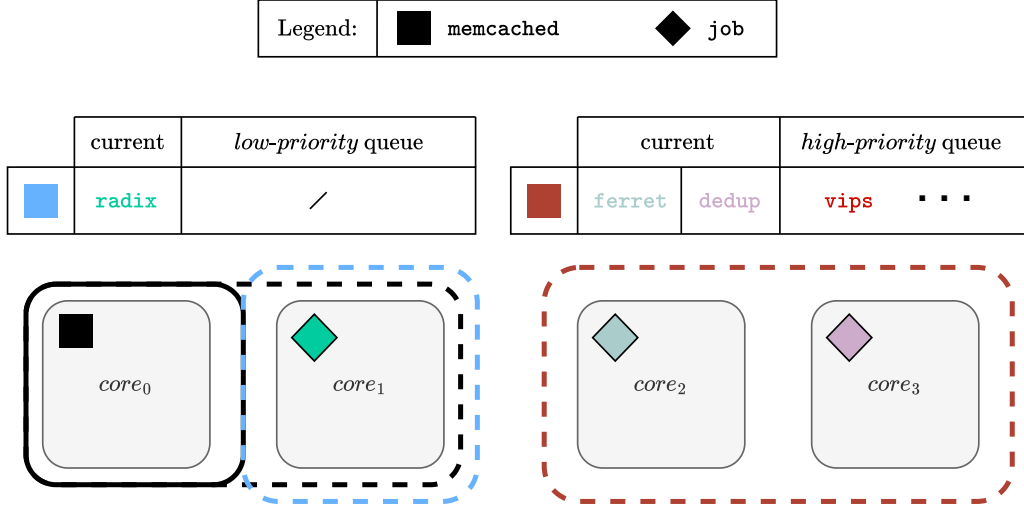 Legend: memcached job
current low-priority queue
radix /
current high-priority queue
ferret dedup vips ...
core0 core1 core2 core3